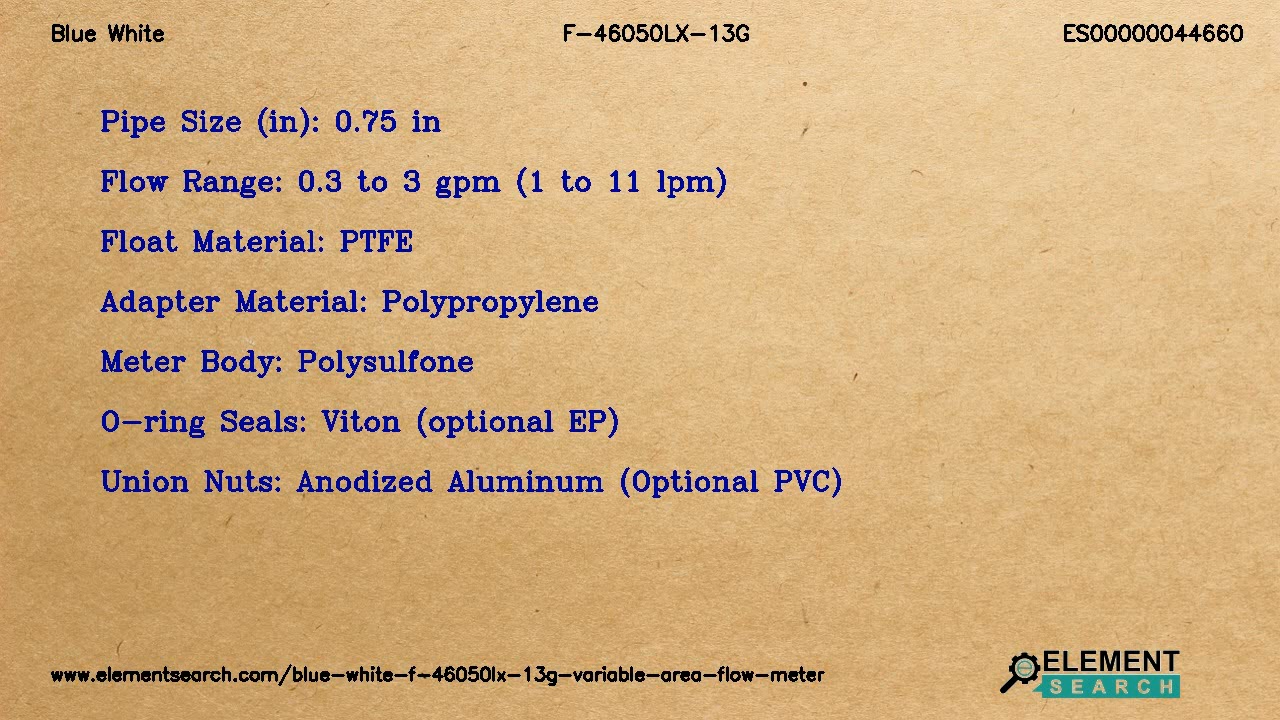 Blue White F-46050LX-13G ES00000044660
Pipe Size (in): 0.75 in
Flow Range: 0.3 to 3 gpm (1 to 11 lpm)
Float Material: PTFE
Adapter Material: Polypropylene
Meter Body: Polysulfone
O-ring Seals: Viton (optional EP)
Union Nuts: Anodized Aluminum (Optional PVC)
www.elementsearch.com/blue-white-f-46050lx-13g-variable-area-flow-meter
ELEMENT
SEARCH